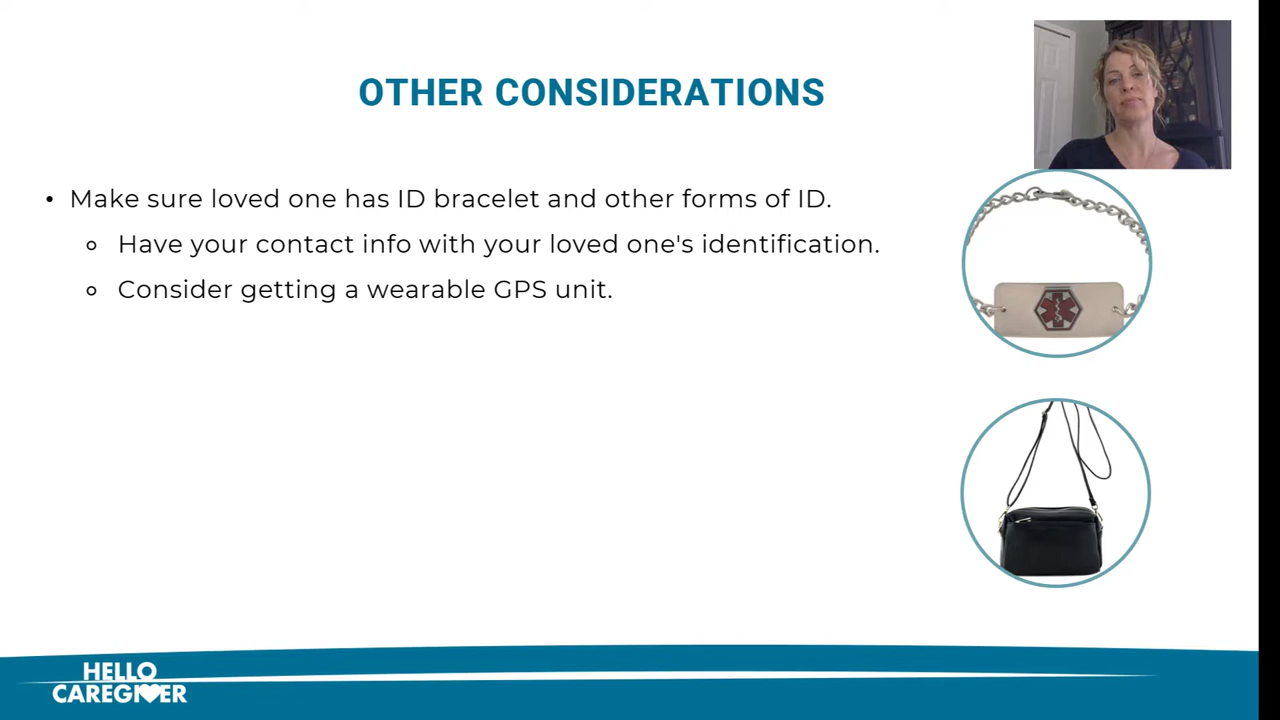 OTHER CONSIDERATIONS
• Make sure loved one has ID bracelet and other forms of ID.
Have your contact info with your loved one's identification.
Consider getting a wearable GPS unit.
HELLO
CAREGIVER